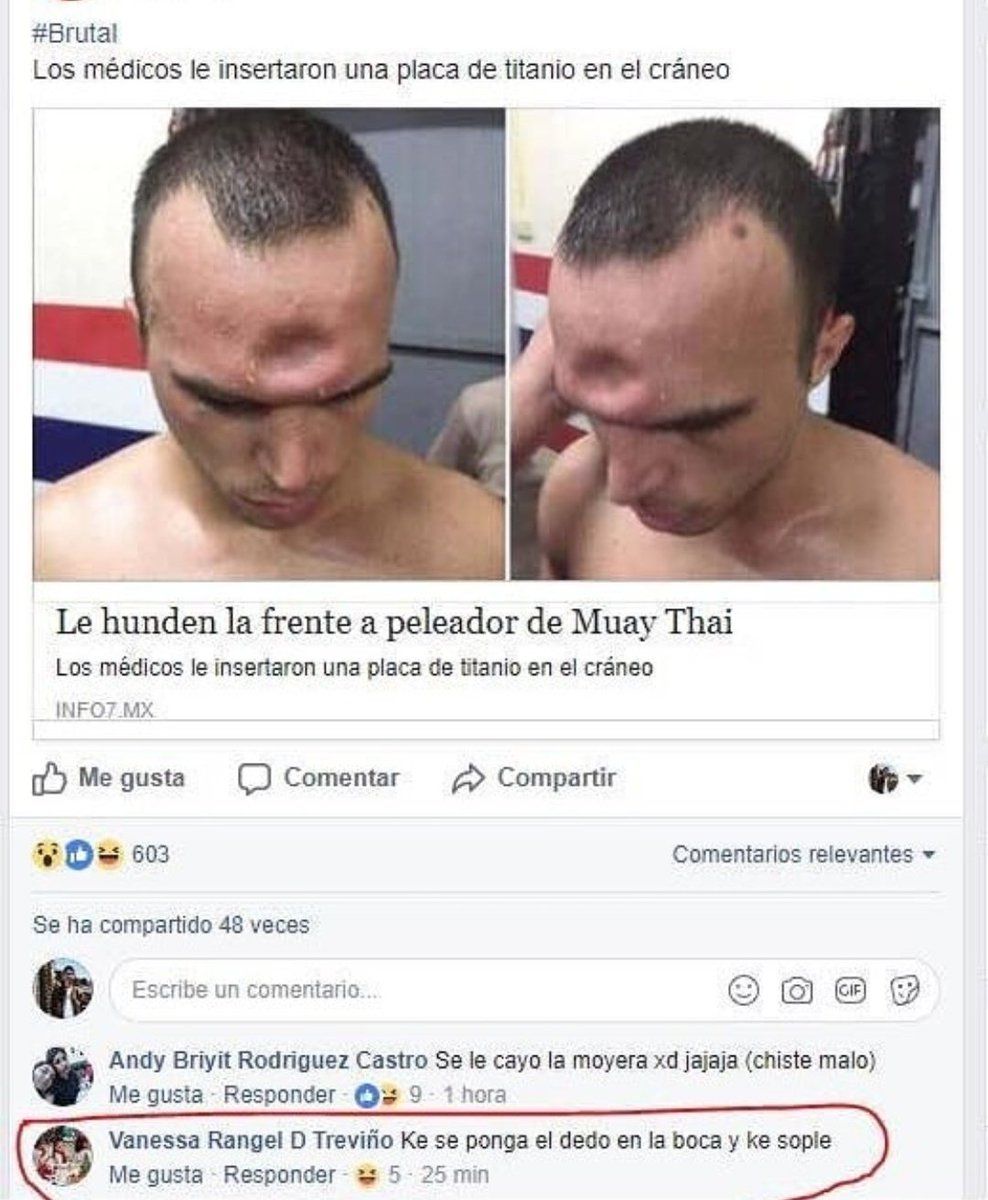 #Brutal
Los médicos le insertaron una placa de titanio en el cráneo
Le hunden la frente a peleador de Muay Thai
Los médicos le insertaron una placa de titanio en el cráneo
INFO7.MX
Me gusta Comentar Compartir
603 Comentarios relevantes
Se ha compartido 48 veces
Escribe un comentario... GIF
Andy Briyit Rodriguez Castro Se le cayo la moyera xd jajaja (chiste malo)
Me gusta · Responder · 9 · 1 hora
Vanessa Rangel D Treviño Ke se ponga el dedo en la boca y ke sople
Me gusta · Responder · 5 · 25 min